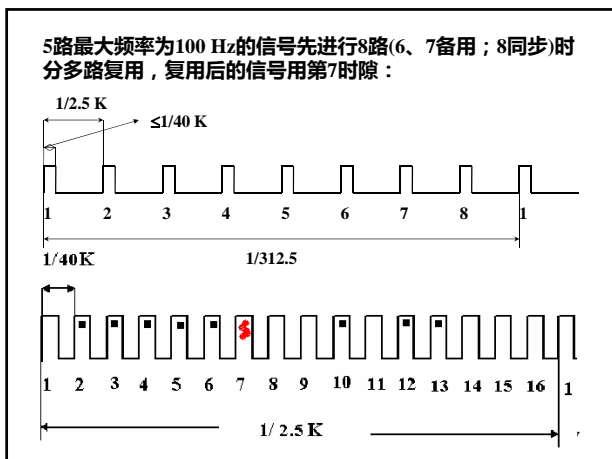 5路最大频率为100 Hz的信号先进行8路(6、7备用；8同步)时
分多路复用，复用后的信号用第7时隙：
1/2.5 K
≤1/40 K
1 2 3 4 5 6 7 8 1
1/40K 1/312.5
1 2 3 4 5 6 7 8 9 10 11 12 13 14 15 16 1
1/ 2.5 K